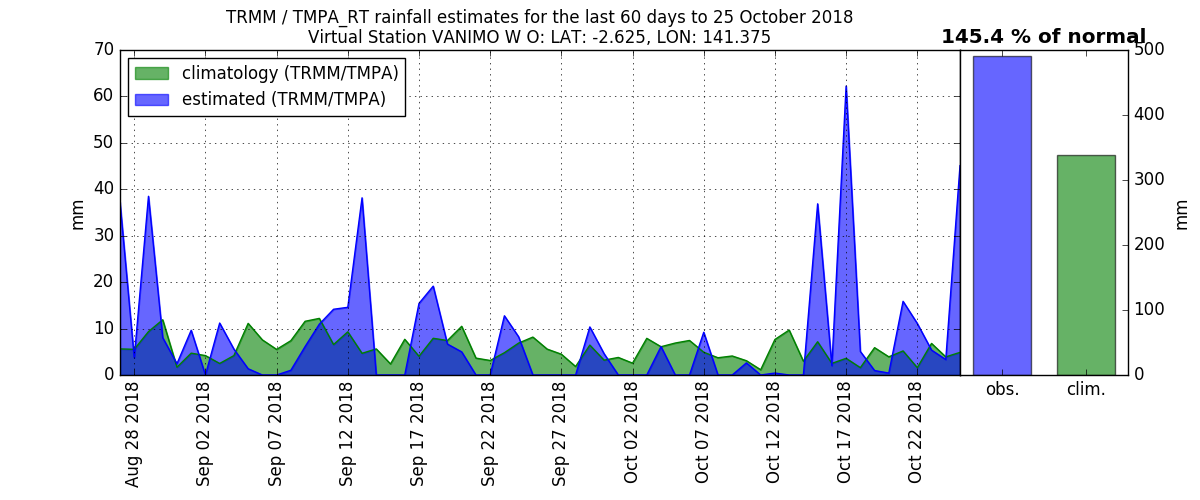 TRMM / TMPA_RT rainfall estimates for the last 60 days to 25 October 2018
Virtual Station VANIMO W O: LAT: -2.625, LON: 141.375
145.4 % of normal
climatology (TRMM/TMPA)
estimated (TRMM/TMPA)
70
60
50
40
30
20
10
0
mm
Aug 28 2018
Sep 02 2018
Sep 07 2018
Sep 12 2018
Sep 17 2018
Sep 22 2018
Sep 27 2018
Oct 02 2018
Oct 07 2018
Oct 12 2018
Oct 17 2018
Oct 22 2018
obs.
clim.
500
400
300
200
100
0
mm